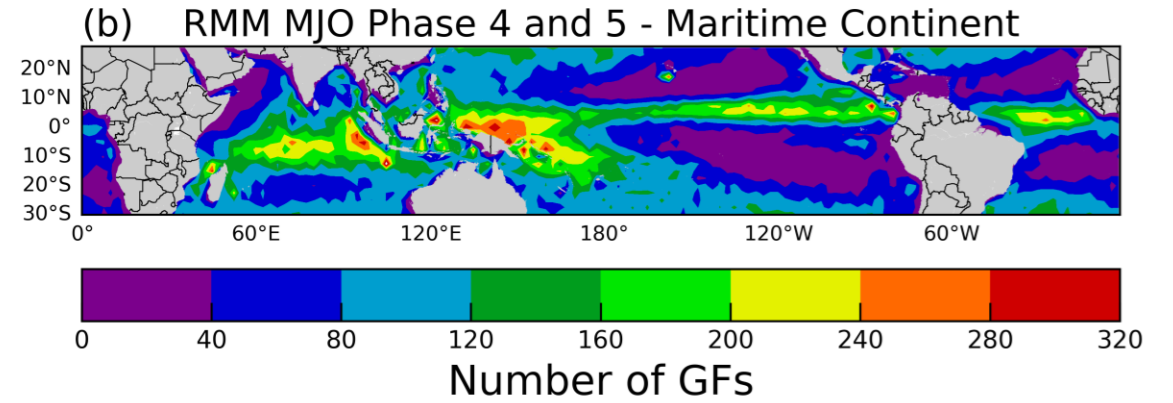 (b) RMM MJO Phase 4 and 5 - Maritime Continent
20°N
10°N
0°
10°S
20°S
30°S
0° 60°E 120°E 180° 120°W 60°W
0 40 80 120 160 200 240 280 320
Number of GFs